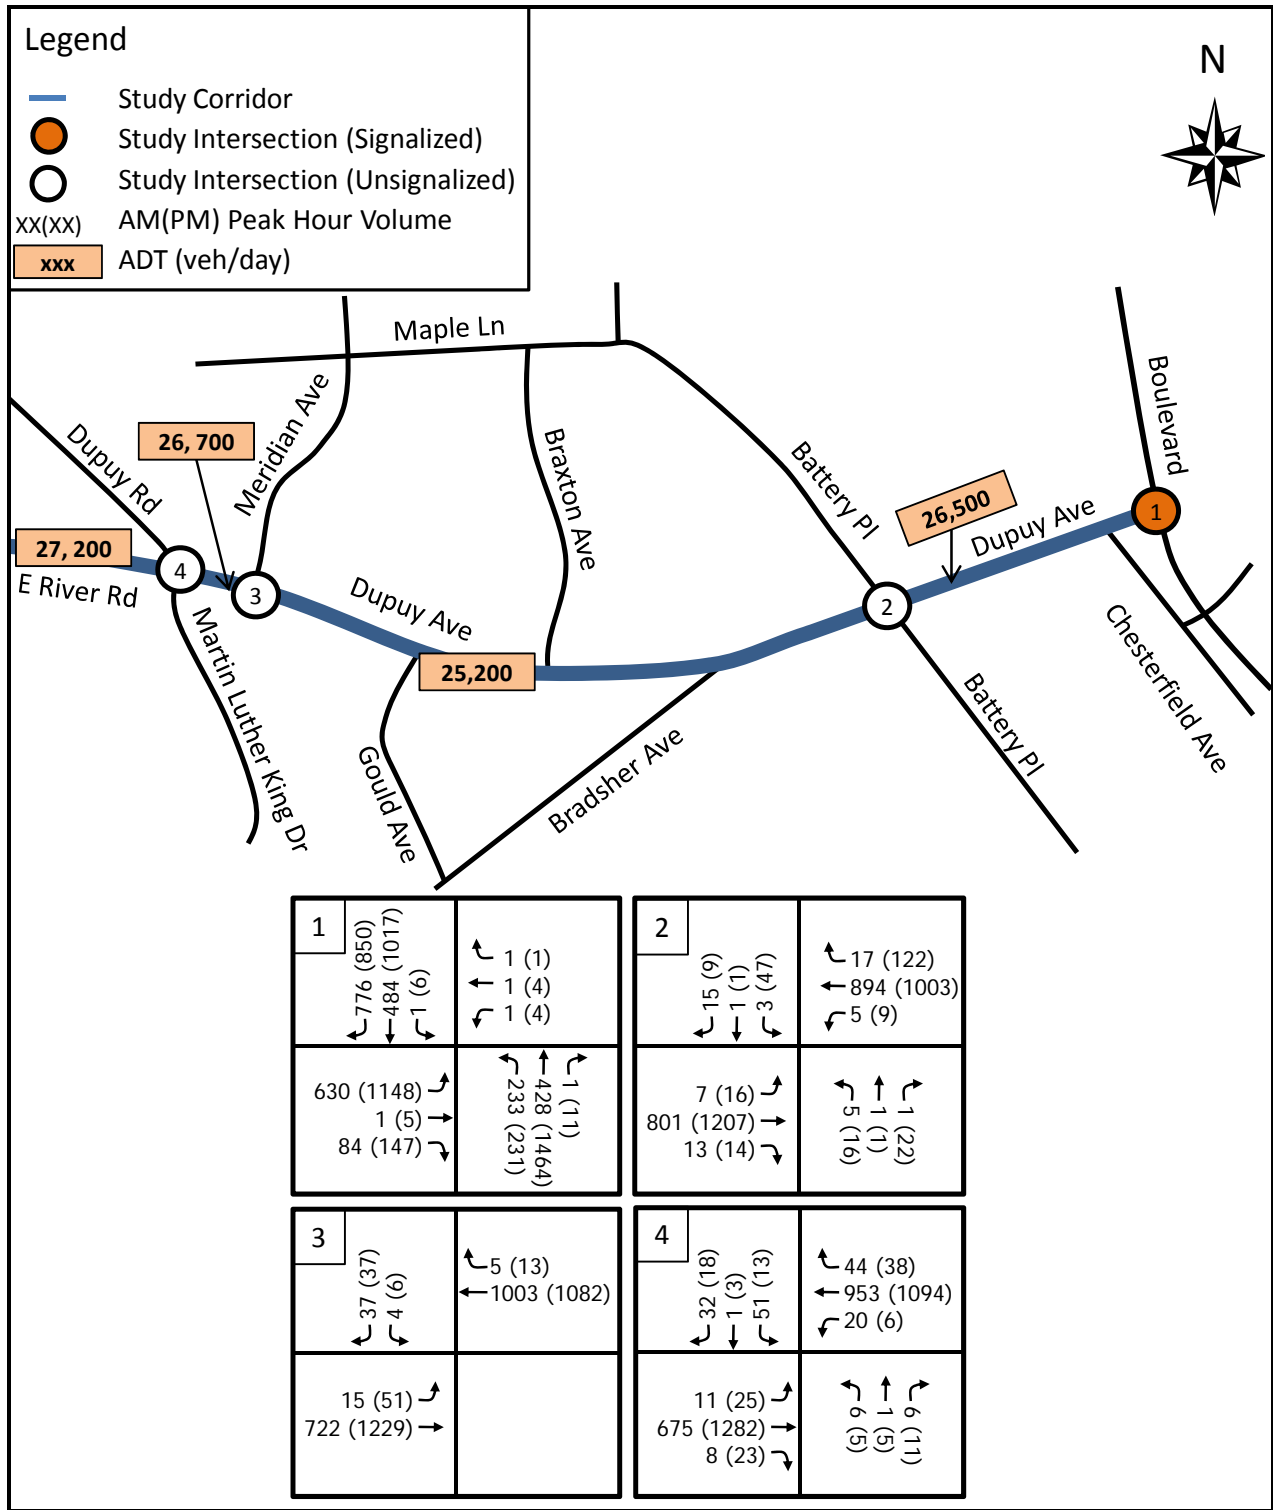 Legend
Study Corridor
Study Intersection (Signalized)
Study Intersection (Unsignalized)
XX(XX) AM(PM) Peak Hour Volume
xxx ADT (veh/day)
N
Maple Ln
Boulevard
Meridian Ave
Dupuy Rd
26, 700
Braxton Ave
Battery Pl
26,500
Dupuy Ave
1
27, 200
4
3
2
E River Rd
Dupuy Ave
Martin Luther King Dr
25,200
Chesterfield Ave
Battery Pl
Gould Ave
Bradsher Ave
1
776 (850)
484 (1017)
1 (6)
1 (1)
1 (4)
1 (4)
630 (1148)
1 (5)
84 (147)
233 (231)
428 (1464)
1 (11)
2
15 (9)
1 (1)
3 (47)
17 (122)
894 (1003)
5 (9)
7 (16)
801 (1207)
13 (14)
5 (16)
1 (1)
1 (22)
3
37 (37)
4 (6)
5 (13)
1003 (1082)
15 (51)
722 (1229)
4
32 (18)
1 (3)
51 (13)
44 (38)
953 (1094)
20 (6)
11 (25)
675 (1282)
8 (23)
6 (5)
1 (5)
6 (11)